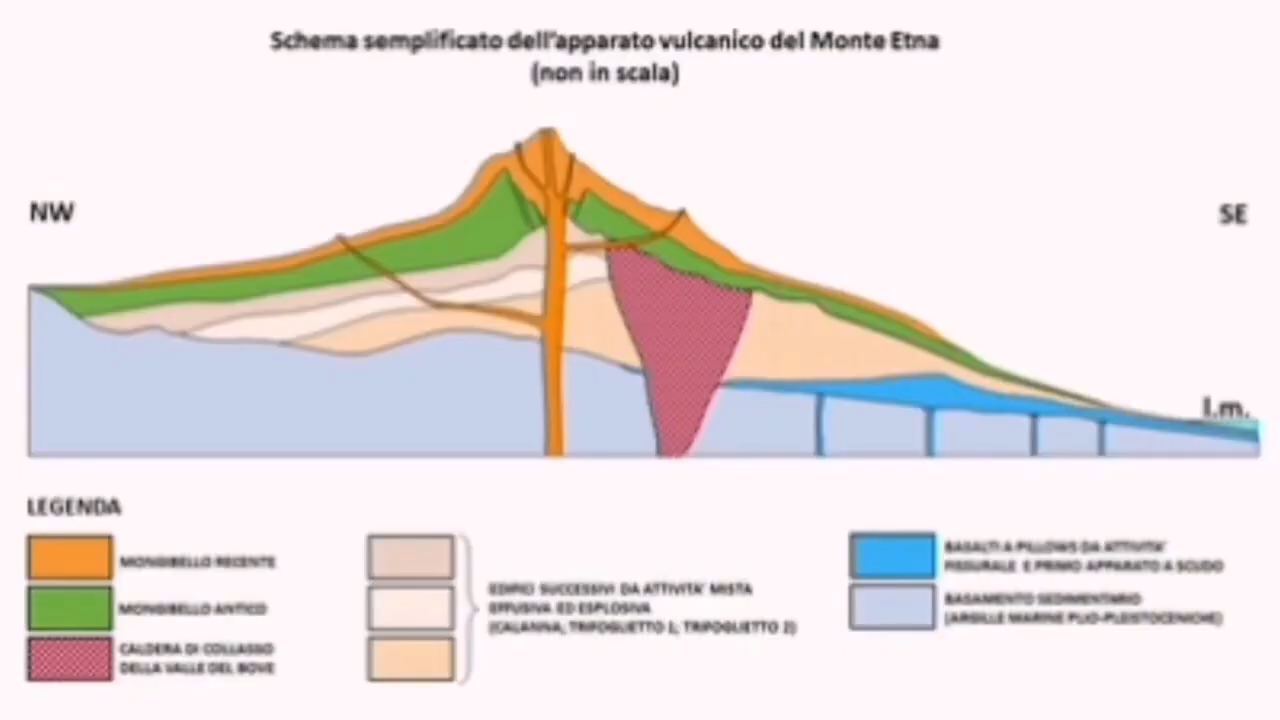 Schema semplificato dell'apparato vulcanico del Monte Etna
(non in scala)
NW
SE
l.m.
LEGENDA
MONGIBELLO RECENTE
MONGIBELLO ANTICO
CALDERA DI COLLASSO
DELLA VALLE DEL BOVE
EDIFICI SUCCESSIVI DA ATTIVITA' MISTA
EFFUSIVA ED ESPLOSIVA
(CALANNA; TRIFOGLIETTO 1; TRIFOGLIETTO 2)
BASALTI A PILLOWS DA ATTIVITA'
FISSURALE E PRIMO APPARATO A SCUDO
BASAMENTO SEDIMENTARIO
(ARGILLE MARINE PLIO-PLEISTOCENICHE)